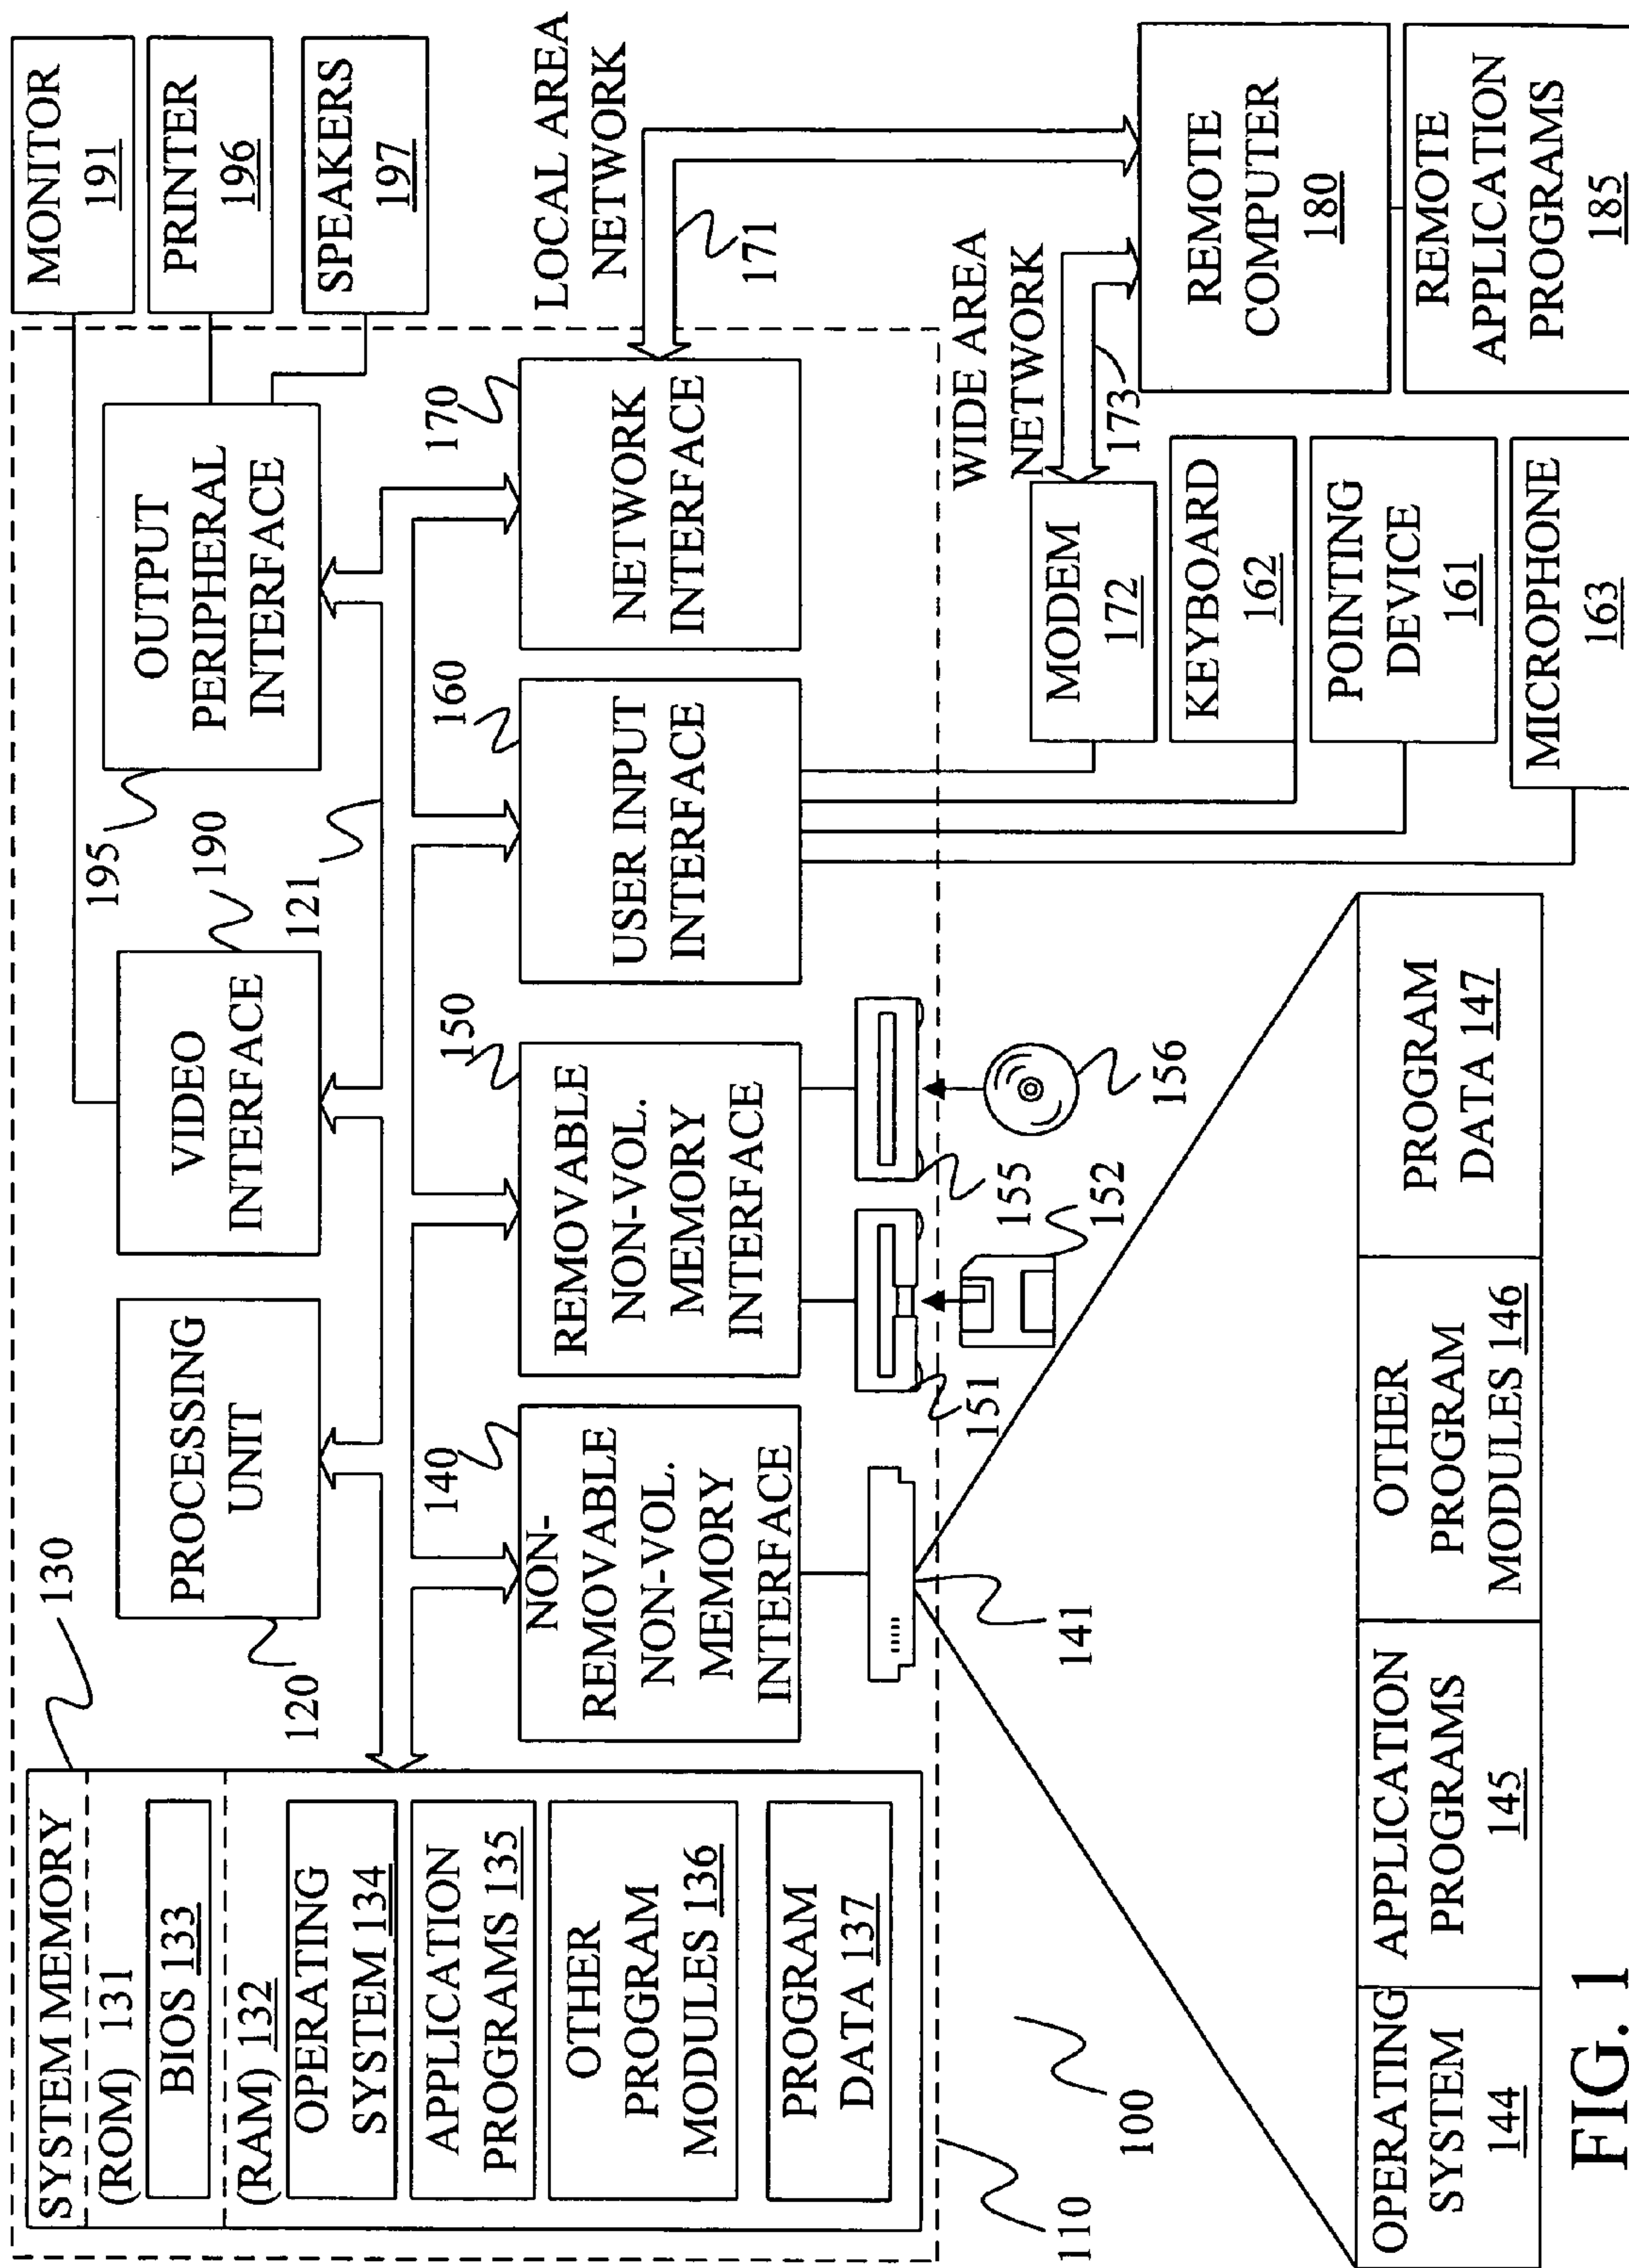 SYSTEM MEMORY
(ROM) 131
BIOS 133
(RAM) 132
OPERATING
SYSTEM 134
APPLICATION
PROGRAMS 135
OTHER
PROGRAM
MODULES 136
PROGRAM
DATA 137
130
120
PROCESSING
UNIT
VIDEO
INTERFACE
190
121
195
OUTPUT
PERIPHERAL
INTERFACE
MONITOR
191
PRINTER
196
SPEAKERS
197
140
NON-
REMOVABLE
NON-VOL.
MEMORY
INTERFACE
150
REMOVABLE
NON-VOL.
MEMORY
INTERFACE
160
USER INPUT
INTERFACE
170
NETWORK
INTERFACE
LOCAL AREA
NETWORK
171
WIDE AREA
NETWORK
173
141
151
152
155
156
MODEM
172
KEYBOARD
162
POINTING
DEVICE
161
MICROPHONE
163
REMOTE
COMPUTER
180
REMOTE
APPLICATION
PROGRAMS
185
110
100
OPERATING
SYSTEM
144
APPLICATION
PROGRAMS
145
OTHER
PROGRAM
MODULES 146
PROGRAM
DATA 147
FIG. 1